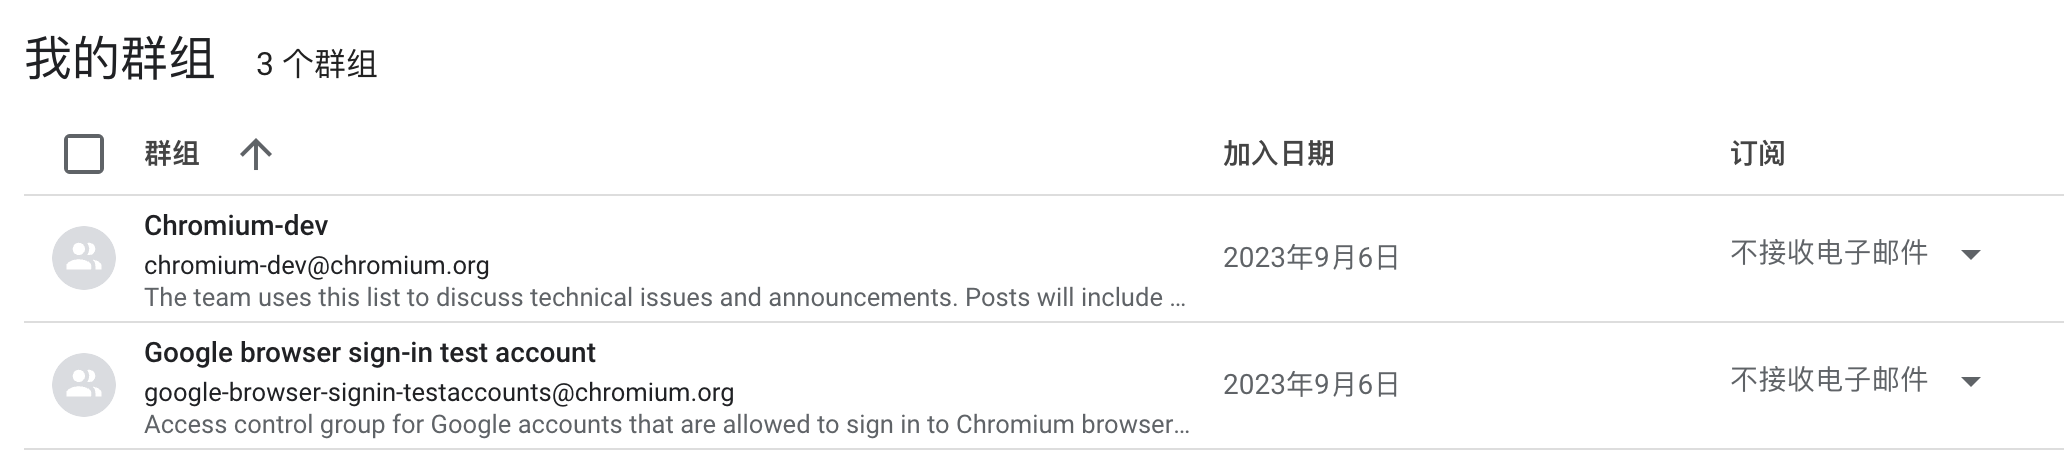 我的群组 3 个群组
群组 加入日期 订阅
Chromium-dev
chromium-dev@chromium.org
The team uses this list to discuss technical issues and announcements. Posts will include ...
2023年9月6日
不接收电子邮件
Google browser sign-in test account
google-browser-signin-testaccounts@chromium.org
Access control group for Google accounts that are allowed to sign in to Chromium browser...
2023年9月6日
不接收电子邮件